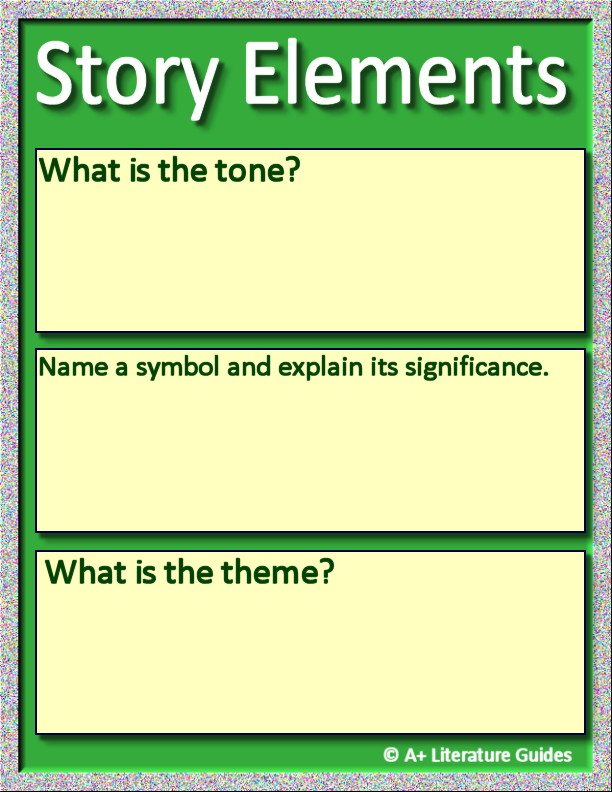 Story Elements
What is the tone?
Name a symbol and explain its significance.
What is the theme?
© A+ Literature Guides